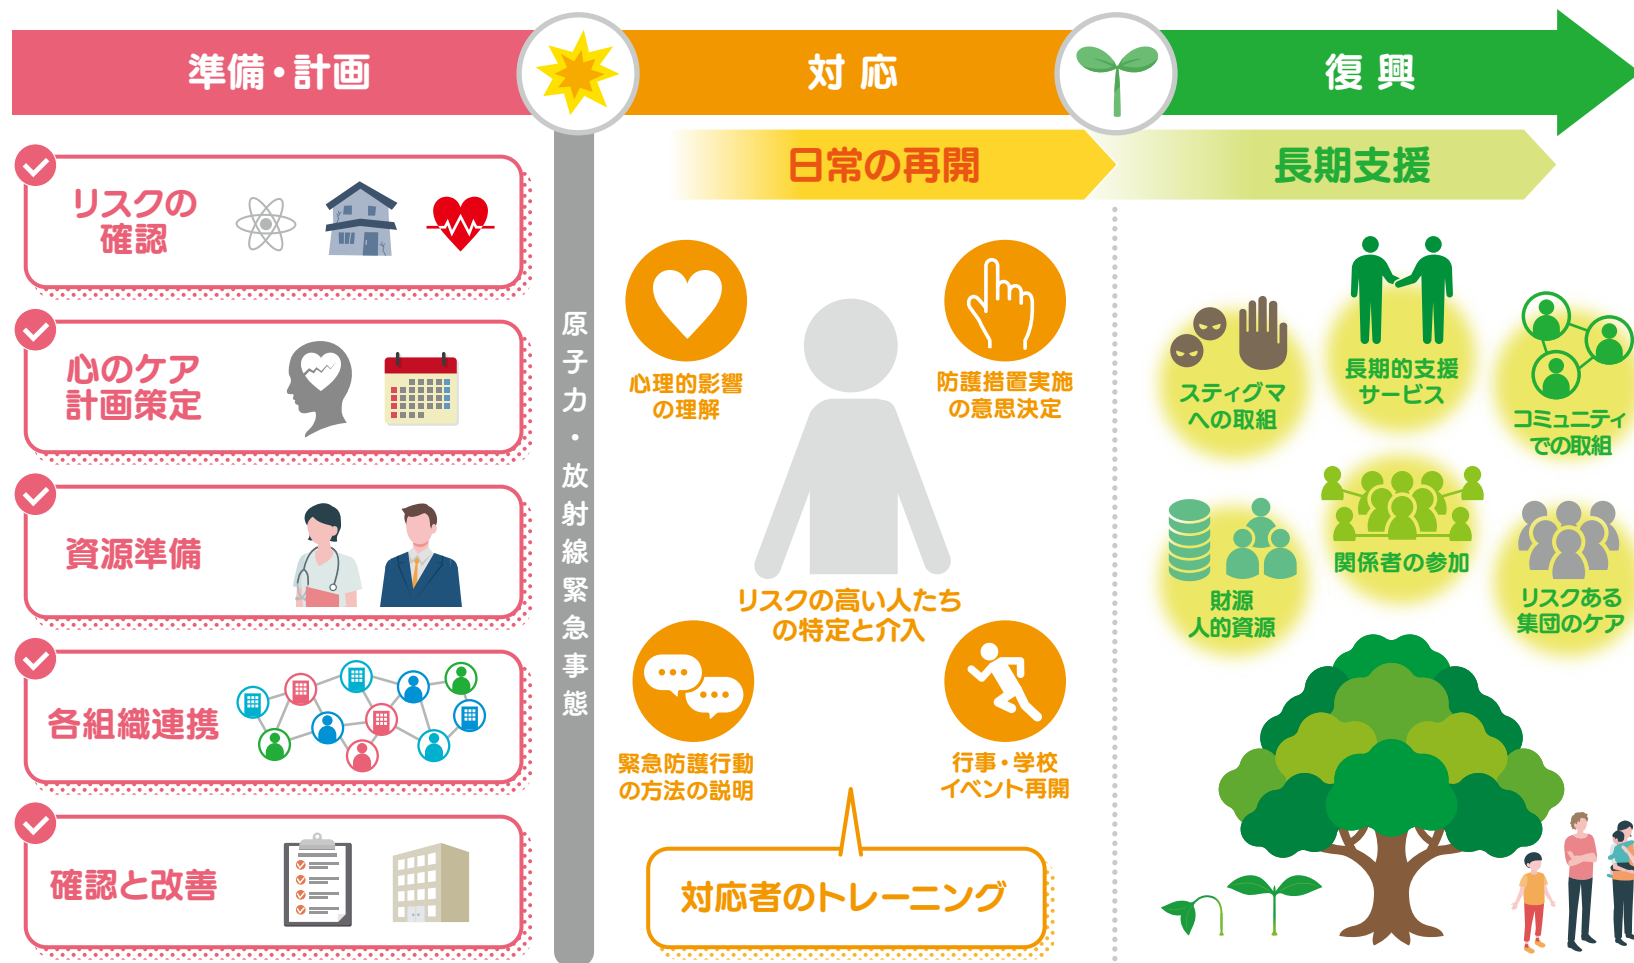 準備・計画
対応
復興
日常の再開
長期支援
リスクの
確認
心のケア
計画策定
資源準備
各組織連携
確認と改善
原子力・放射線緊急事態
心理的影響
の理解
防護措置実施
の意思決定
リスクの高い人たち
の特定と介入
緊急防護行動
の方法の説明
行事・学校
イベント再開
対応者のトレーニング
スティグマ
への取組
長期的支援
サービス
コミュニティ
での取組
財源
人的資源
関係者の参加
リスクある
集団のケア